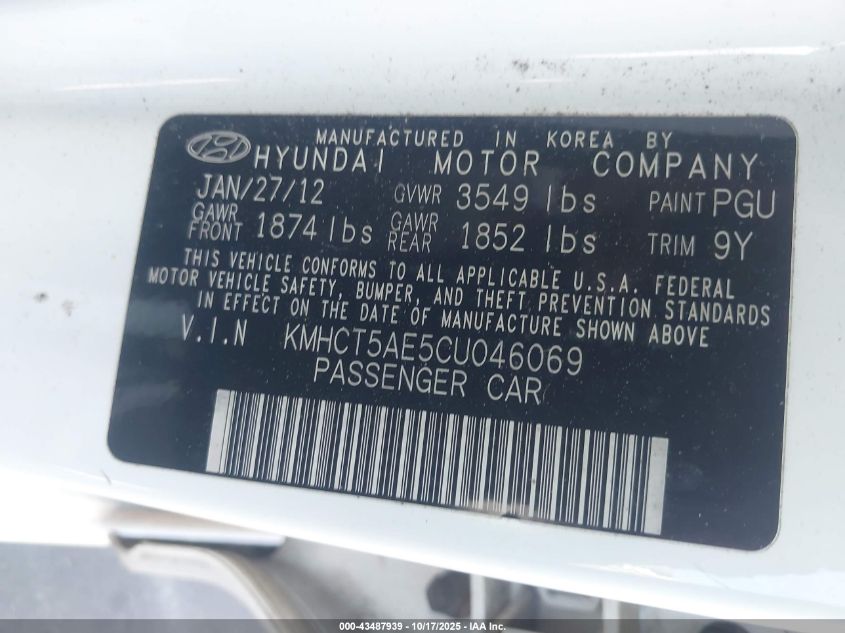 MANUFACTURED IN KOREA BY
HYUNDAI MOTOR COMPANY
JAN/27/12 GVWR 3549 lbs PAINT PGU
GAWR FRONT 1874 lbs GAWR REAR 1852 lbs TRIM 9Y
THIS VEHICLE CONFORMS TO ALL APPLICABLE U.S.A. FEDERAL
MOTOR VEHICLE SAFETY, BUMPER, AND THEFT PREVENTION STANDARDS
IN EFFECT ON THE DATE OF MANUFACTURE SHOWN ABOVE
V.I.N KMHCT5AE5CU046069
PASSENGER CAR
000-43487939 - 10/17/2025 - IAA, Inc.